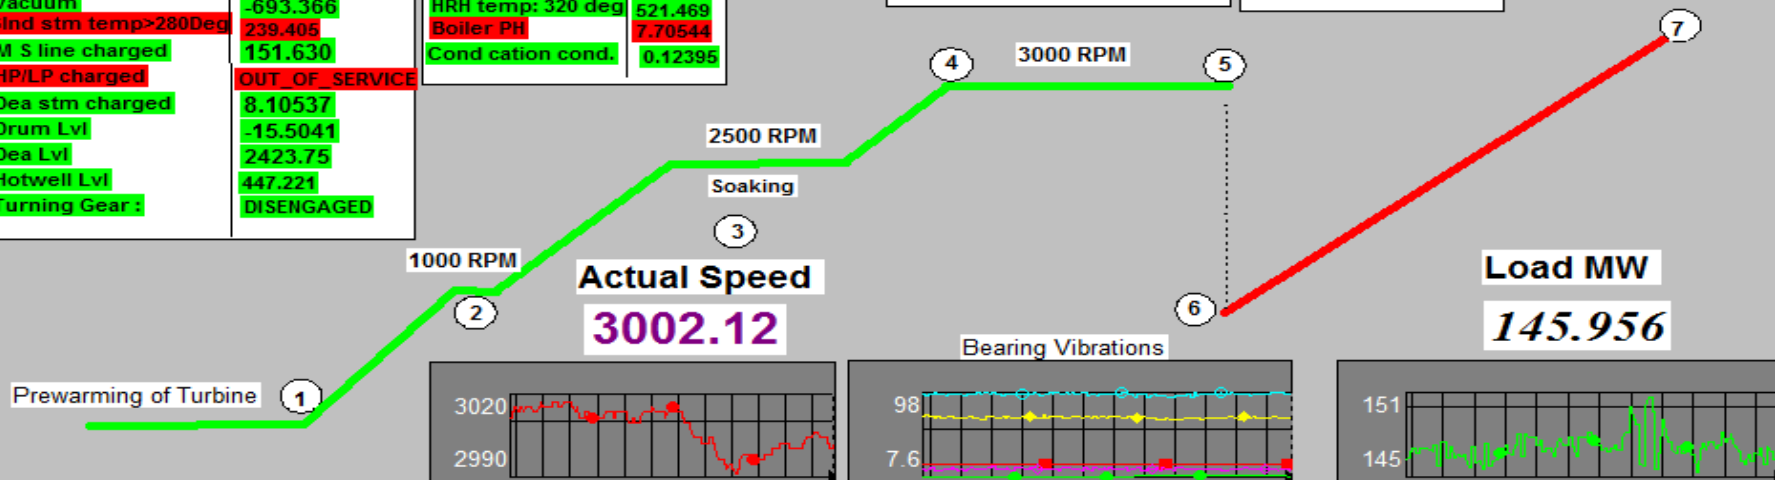 Vacuum -693.366
Ind stm temp>280Deg 239.405
M S line charged 151.630
HP/LP charged OUT_OF_SERVICE
Dea stm charged 8.10537
Drum Lvl -15.5041
Dea Lvl 2423.75
Hotwell Lvl 447.221
Turning Gear : DISENGAGED
HRH temp: 320 deg 521.469
Boiler PH 7.70544
Cond cation cond. 0.12395
7
4
3000 RPM
5
2500 RPM
Soaking
3
1000 RPM
2
Actual Speed
3002.12
6
Load MW
145.956
Bearing Vibrations
Prewarming of Turbine
1
3020
2990
98
7.6
151
145